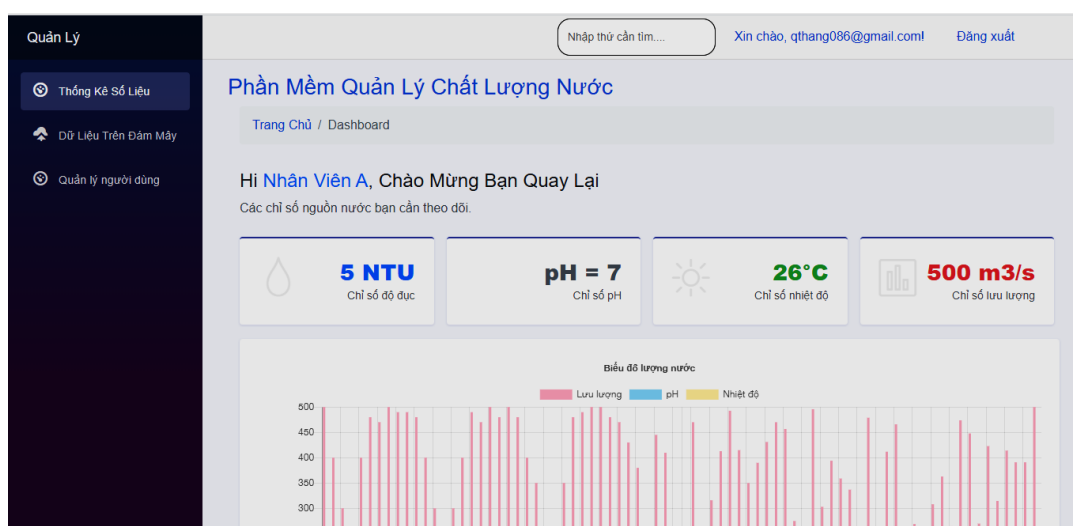 Quản Lý
Nhập thứ cần tìm....
Xin chào, qthang086@gmail.com!
Đăng xuất
Thống Kê Số Liệu
Dữ Liệu Trên Đám Mây
Quản lý người dùng
Phần Mềm Quản Lý Chất Lượng Nước
Trang Chủ / Dashboard
Hi Nhân Viên A, Chào Mừng Bạn Quay Lại
Các chỉ số nguồn nước bạn cần theo dõi.
5 NTU
Chỉ số độ đục
pH = 7
Chỉ số pH
26°C
Chỉ số nhiệt độ
500 m3/s
Chỉ số lưu lượng
Biểu đồ lượng nước
Lưu lượng pH Nhiệt độ
500
450
400
350
300